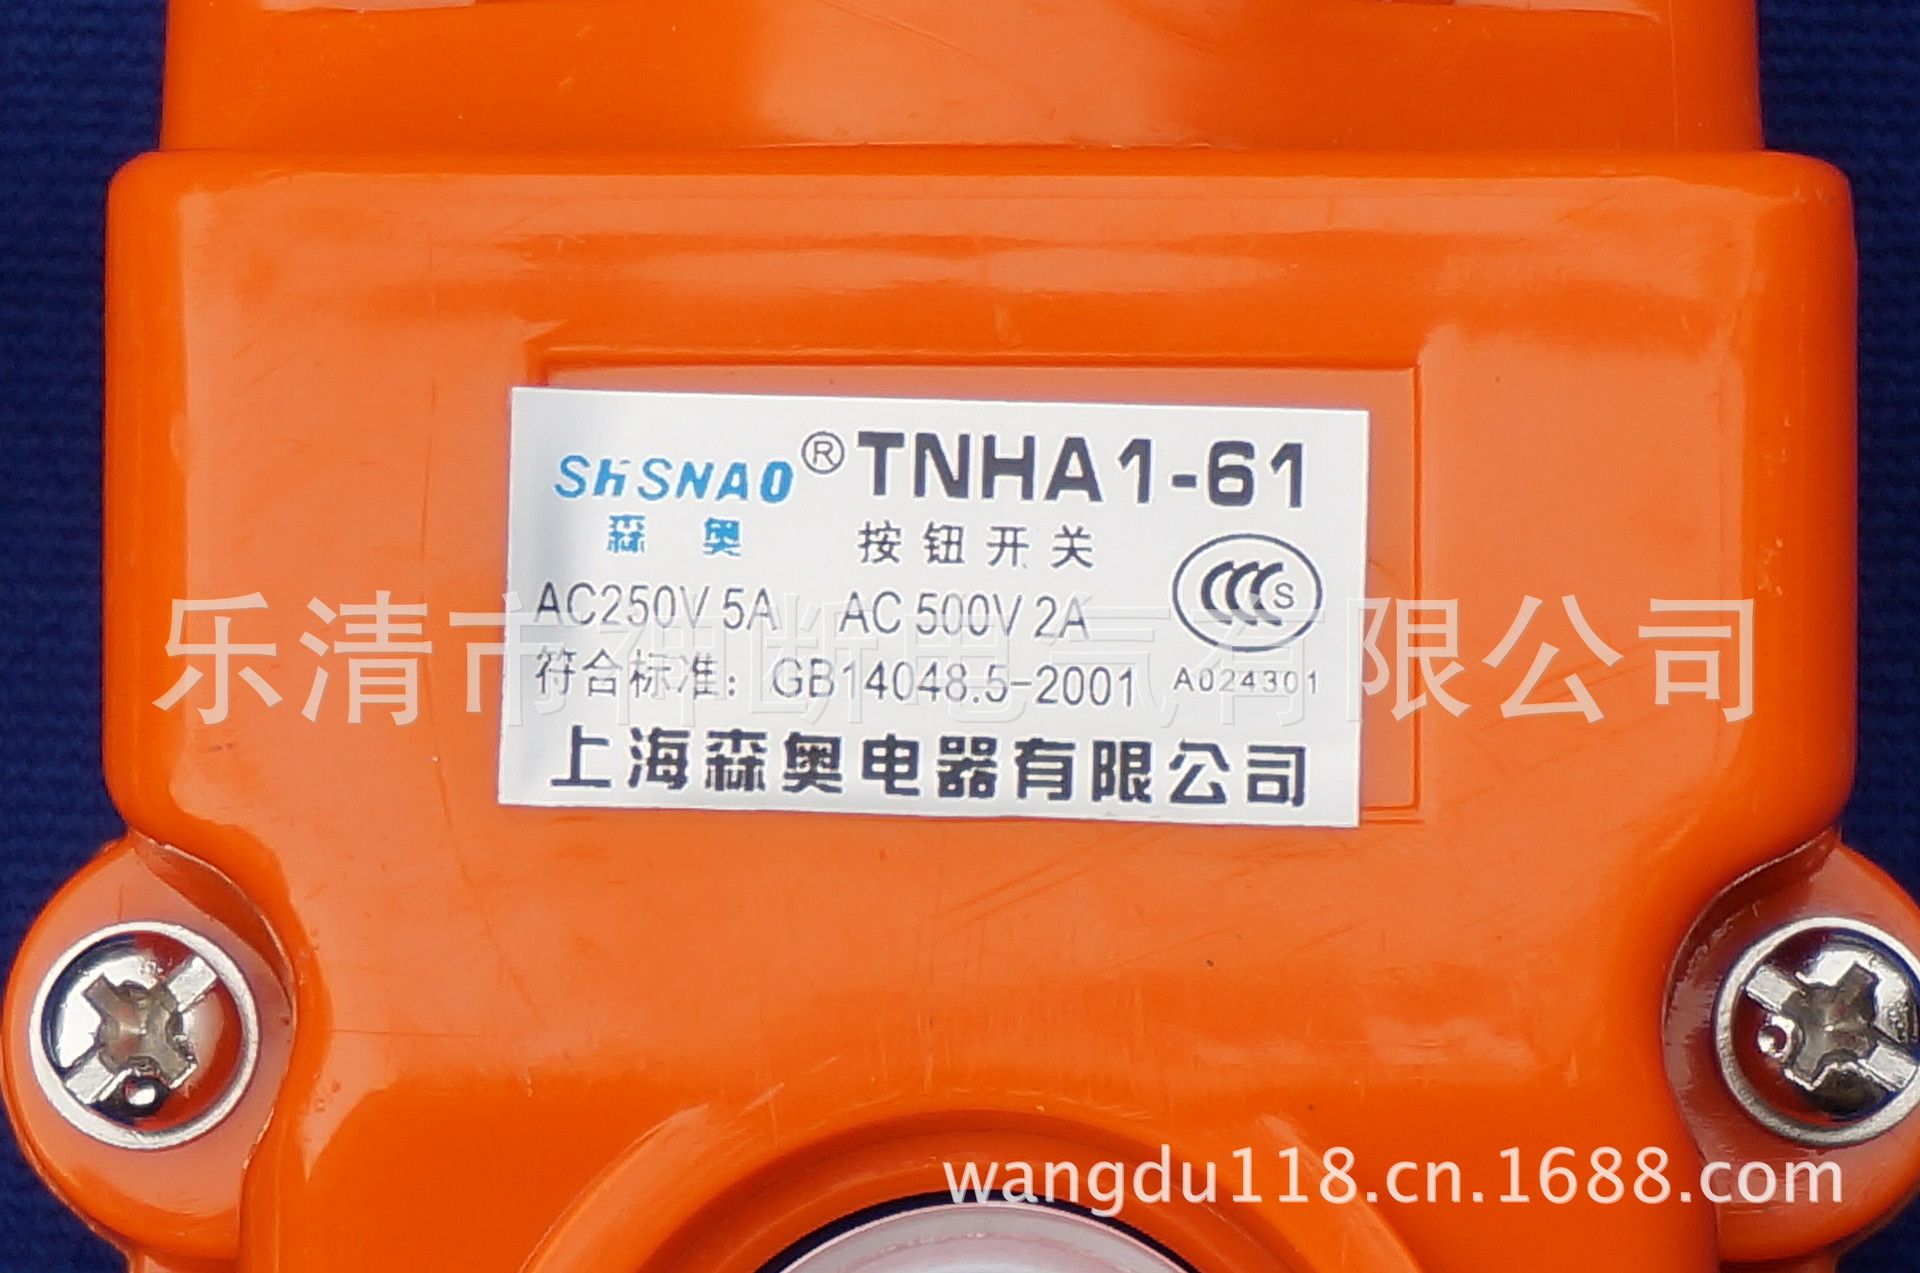 SHSNAO® TNHA1-61
森奥 按钮开关
AC250V 5A AC 500V 2A
CCC S
符合标准：GB14048.5-2001 A024301
上海森奥电器有限公司
乐清市神断电气有限公司
wangdu118.cn.1688.com